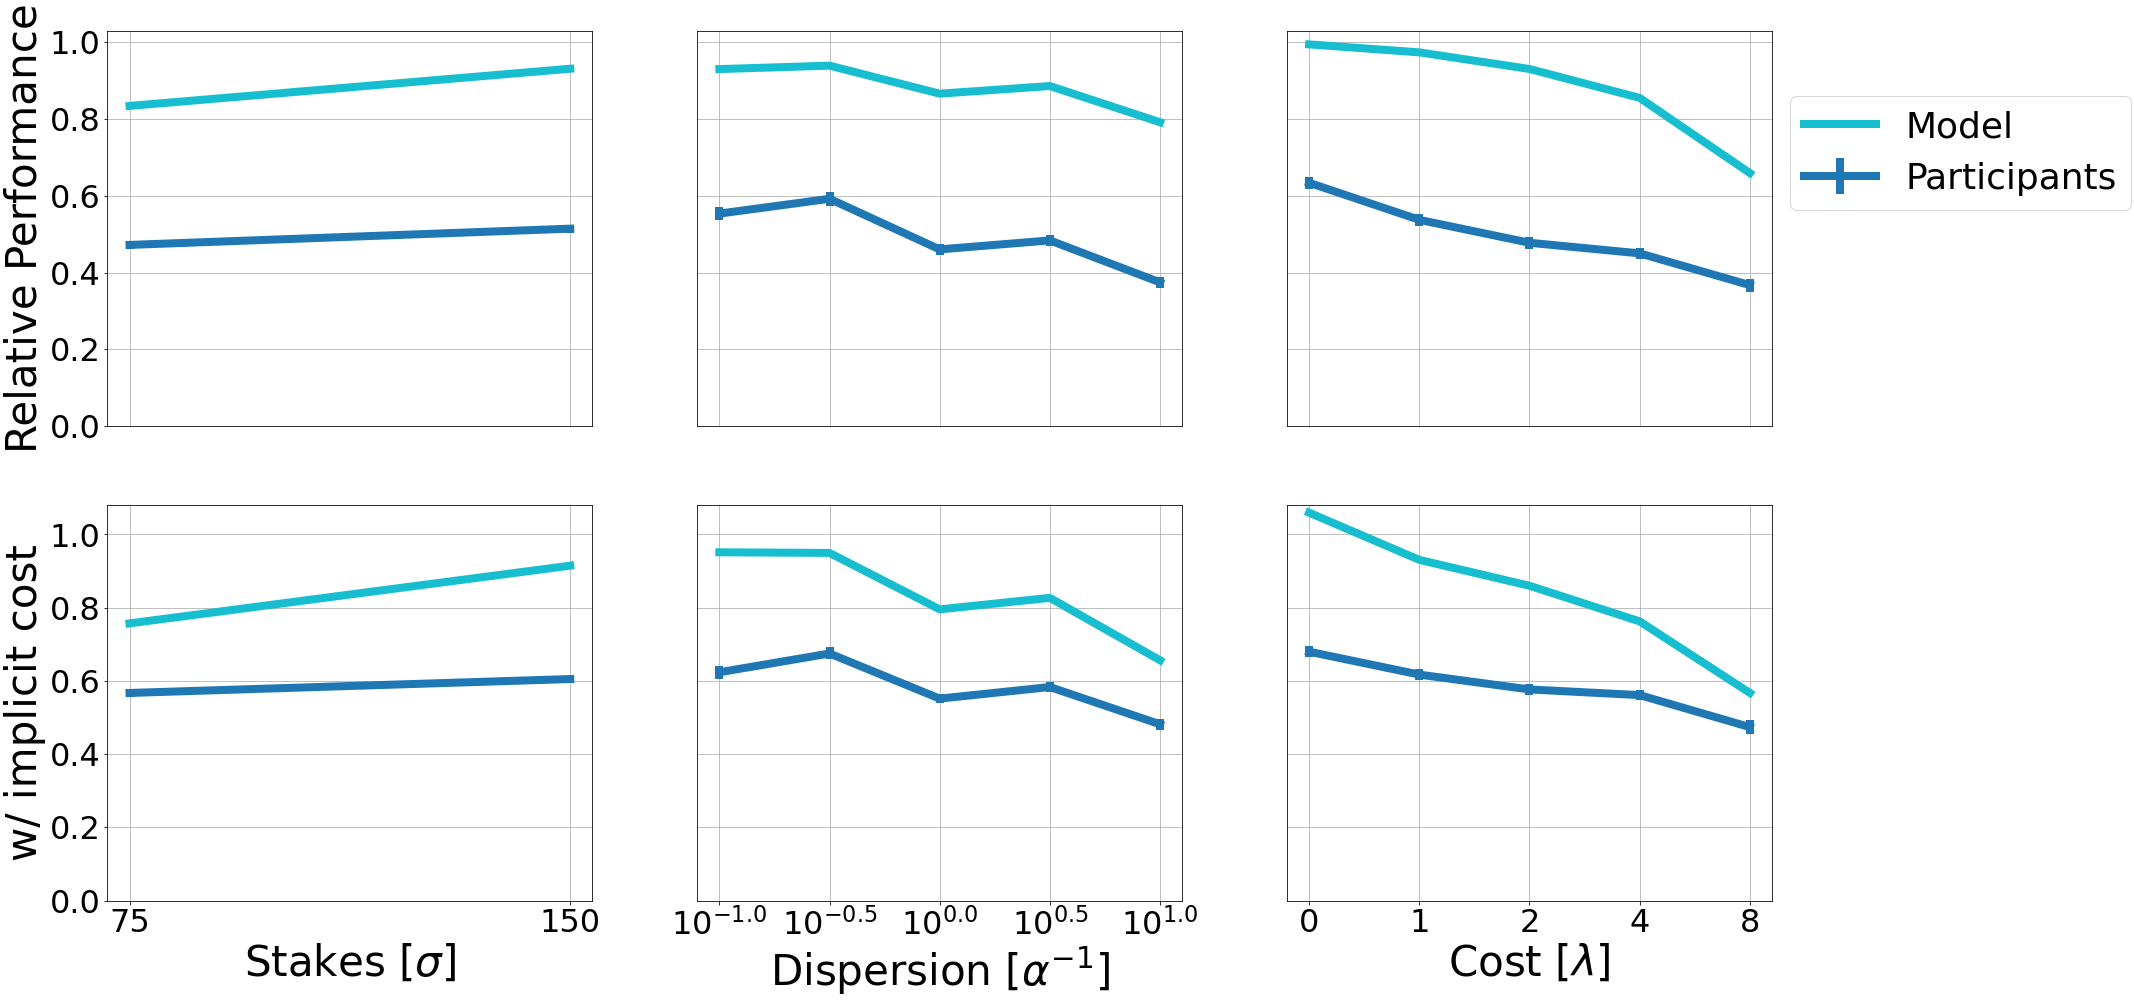 Relative Performance
1.0
0.8
0.6
0.4
0.2
0.0
Model
Participants
w/ implicit cost
1.0
0.8
0.6
0.4
0.2
0.0
75 150
Stakes [σ]
10^−1.0 10^−0.5 10^0.0 10^0.5 10^1.0
Dispersion [α^−1]
0 1 2 4 8
Cost [λ]